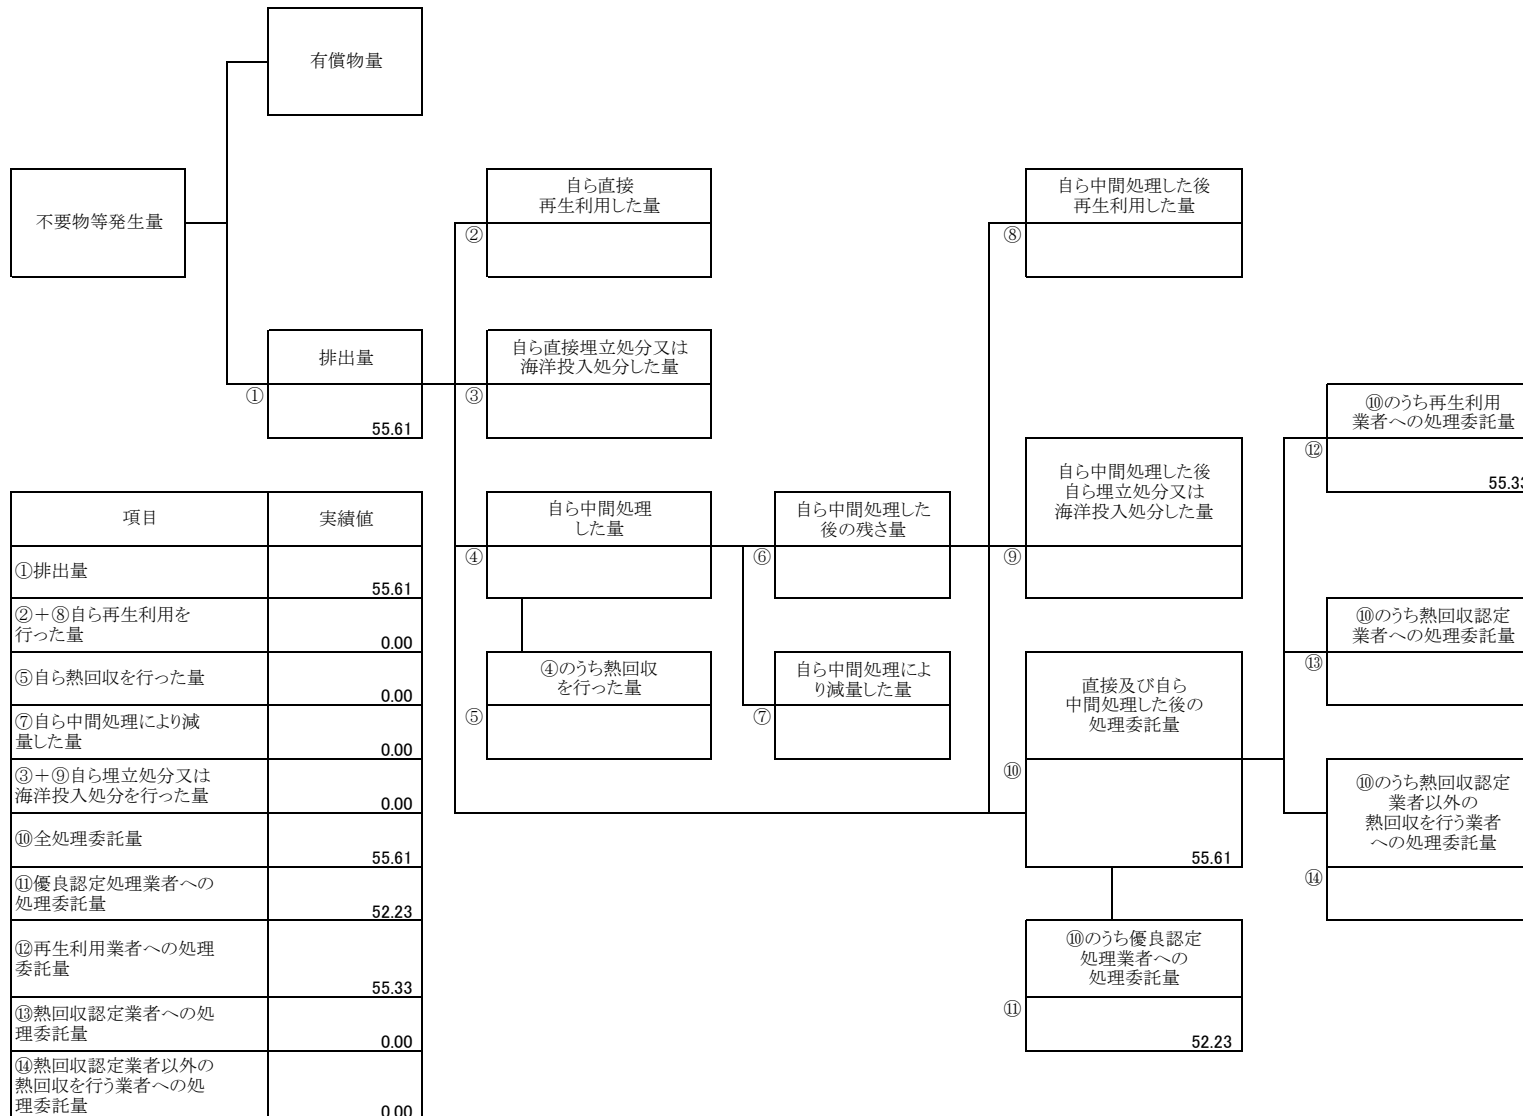 有償物量
不要物等発生量
自ら直接
再生利用した量
②
自ら中間処理した後
再生利用した量
⑧
排出量
①
55.61
自ら直接埋立処分又は
海洋投入処分した量
③
⑩のうち再生利用
業者への処理委託量
⑫
55.33
自ら中間処理
した量
④
自ら中間処理した
後の残さ量
⑥
自ら中間処理した後
自ら埋立処分又は
海洋投入処分した量
⑨
⑩のうち熱回収認定
業者への処理委託量
⑬
④のうち熱回収
を行った量
⑤
自ら中間処理によ
り減量した量
⑦
直接及び自ら
中間処理した後の
処理委託量
⑩
55.61
⑩のうち熱回収認定
業者以外の
熱回収を行う業者
への処理委託量
⑭
⑩のうち優良認定
処理業者への
処理委託量
⑪
52.23
項目 実績値
①排出量
55.61
②+⑧自ら再生利用を
行った量
0.00
⑤自ら熱回収を行った量
0.00
⑦自ら中間処理により減
量した量
0.00
③+⑨自ら埋立処分又は
海洋投入処分を行った量
0.00
⑩全処理委託量
55.61
⑪優良認定処理業者への
処理委託量
52.23
⑫再生利用業者への処理
委託量
55.33
⑬熱回収認定業者への処
理委託量
0.00
⑭熱回収認定業者以外の
熱回収を行う業者への処
理委託量
0.00